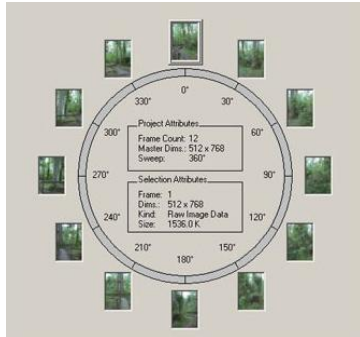 0°
330° 30°
Project Attributes
300° 60°
Frame Count: 12
Master Dims.: 512 x 768
Sweep: 360°
270° 90°
Selection Attributes
Frame: 1
Dims.: 512 x 768
Kind: Raw Image Data
Size: 1536.0 K
240° 120°
210° 150°
180°